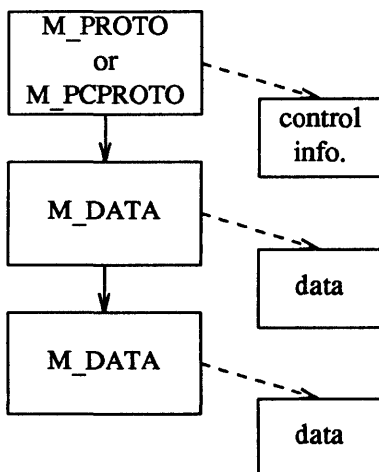 M_PROTO
or
M_PCPROTO
control
info.
M_DATA
data
M_DATA
data